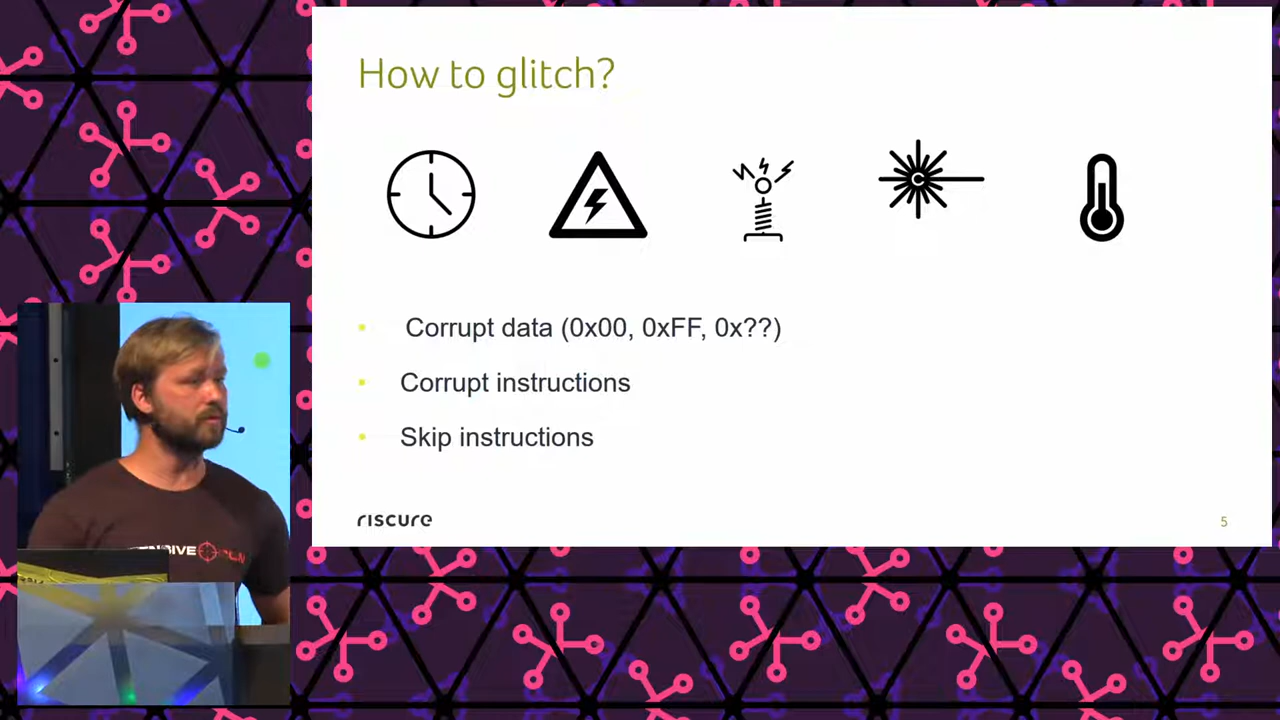 How to glitch?
Corrupt data (0x00, 0xFF, 0x??)
Corrupt instructions
Skip instructions
riscure
5